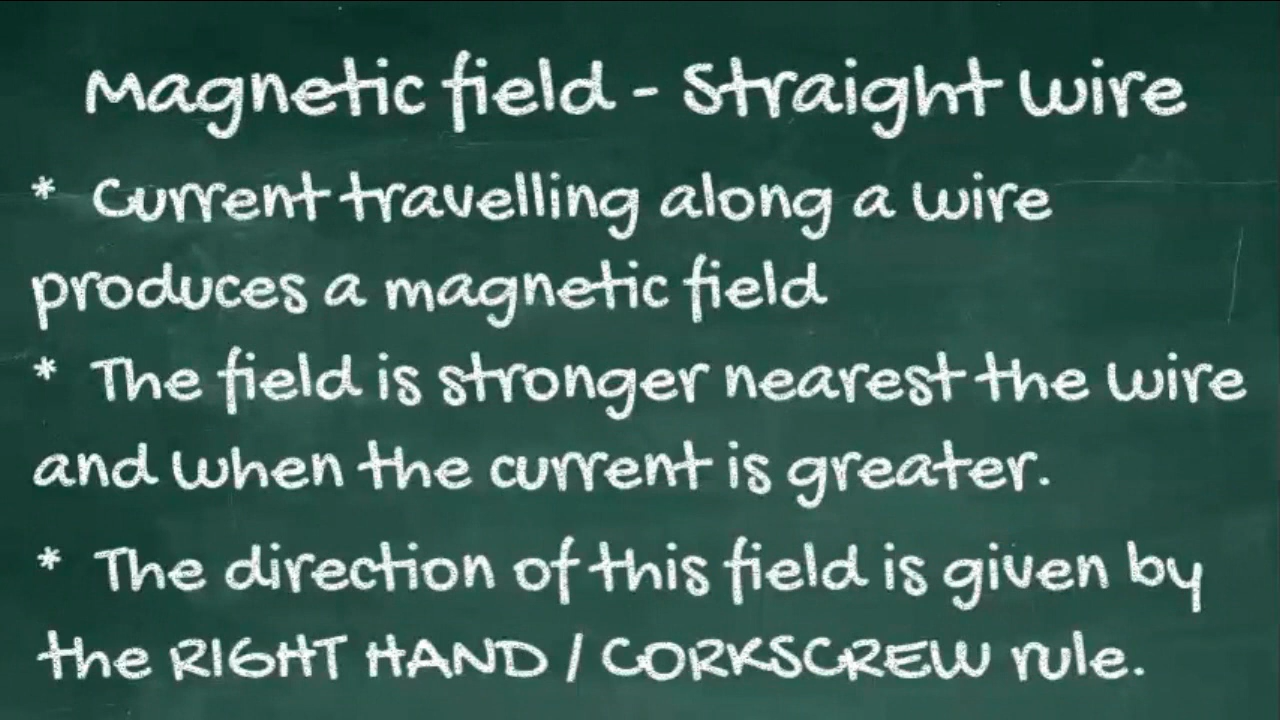 Magnetic field - Straight wire
* Current travelling along a wire
produces a magnetic field
* The field is stronger nearest the wire
and when the current is greater.
* The direction of this field is given by
the RIGHT HAND / CORKSCREW rule.